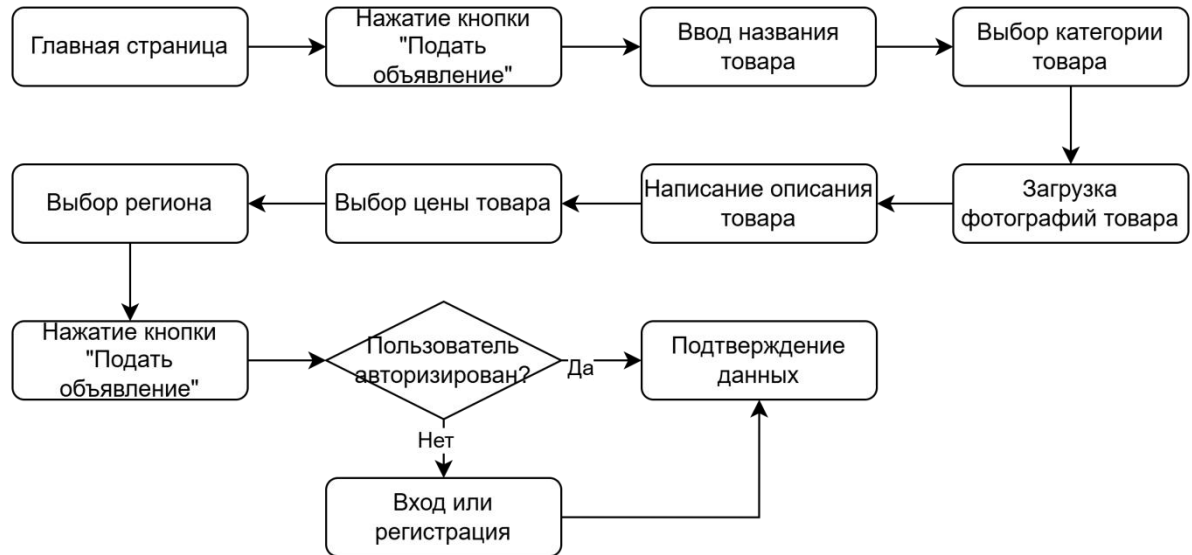 Главная страница
Нажатие кнопки
"Подать
объявление"
Ввод названия
товара
Выбор категории
товара
Выбор региона
Выбор цены товара
Написание описания
товара
Загрузка
фотографий товара
Нажатие кнопки
"Подать
объявление"
Пользователь
авторизирован?
Да
Подтверждение
данных
Нет
Вход или
регистрация